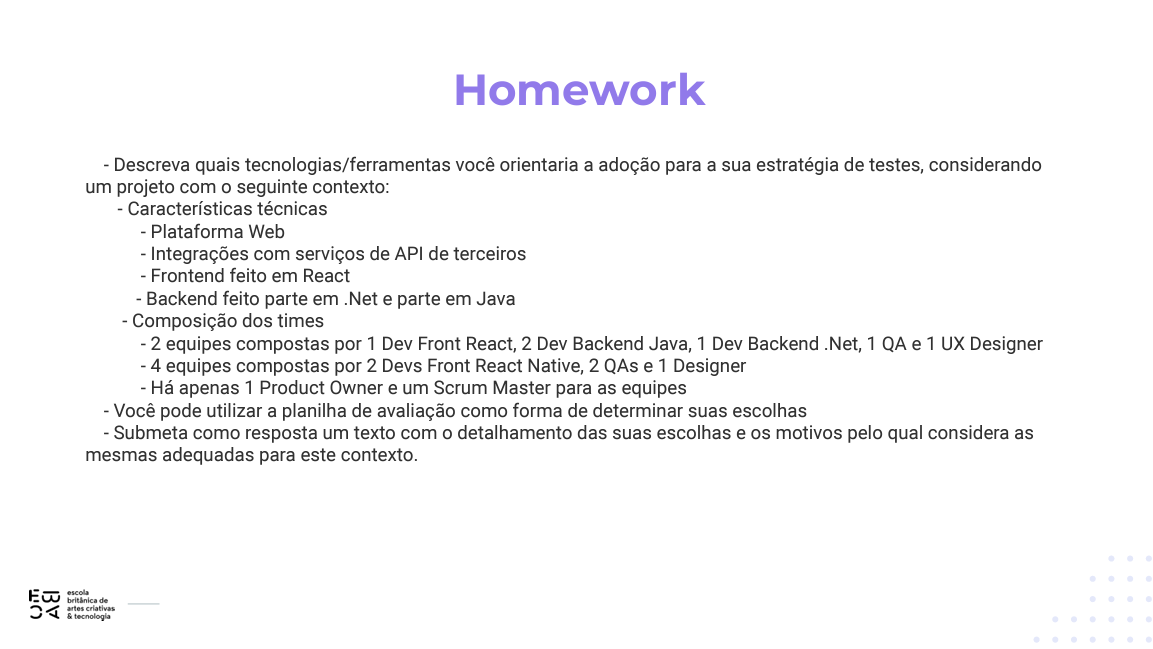 Homework
- Descreva quais tecnologias/ferramentas você orientaria a adoção para a sua estratégia de testes, considerando
um projeto com o seguinte contexto:
- Características técnicas
- Plataforma Web
- Integrações com serviços de API de terceiros
- Frontend feito em React
- Backend feito parte em .Net e parte em Java
- Composição dos times
- 2 equipes compostas por 1 Dev Front React, 2 Dev Backend Java, 1 Dev Backend .Net, 1 QA e 1 UX Designer
- 4 equipes compostas por 2 Devs Front React Native, 2 QAs e 1 Designer
- Há apenas 1 Product Owner e um Scrum Master para as equipes
- Você pode utilizar a planilha de avaliação como forma de determinar suas escolhas
- Submeta como resposta um texto com o detalhamento das suas escolhas e os motivos pelo qual considera as
mesmas adequadas para este contexto.
EBAC
escola
britânica de
artes criativas
& tecnologia